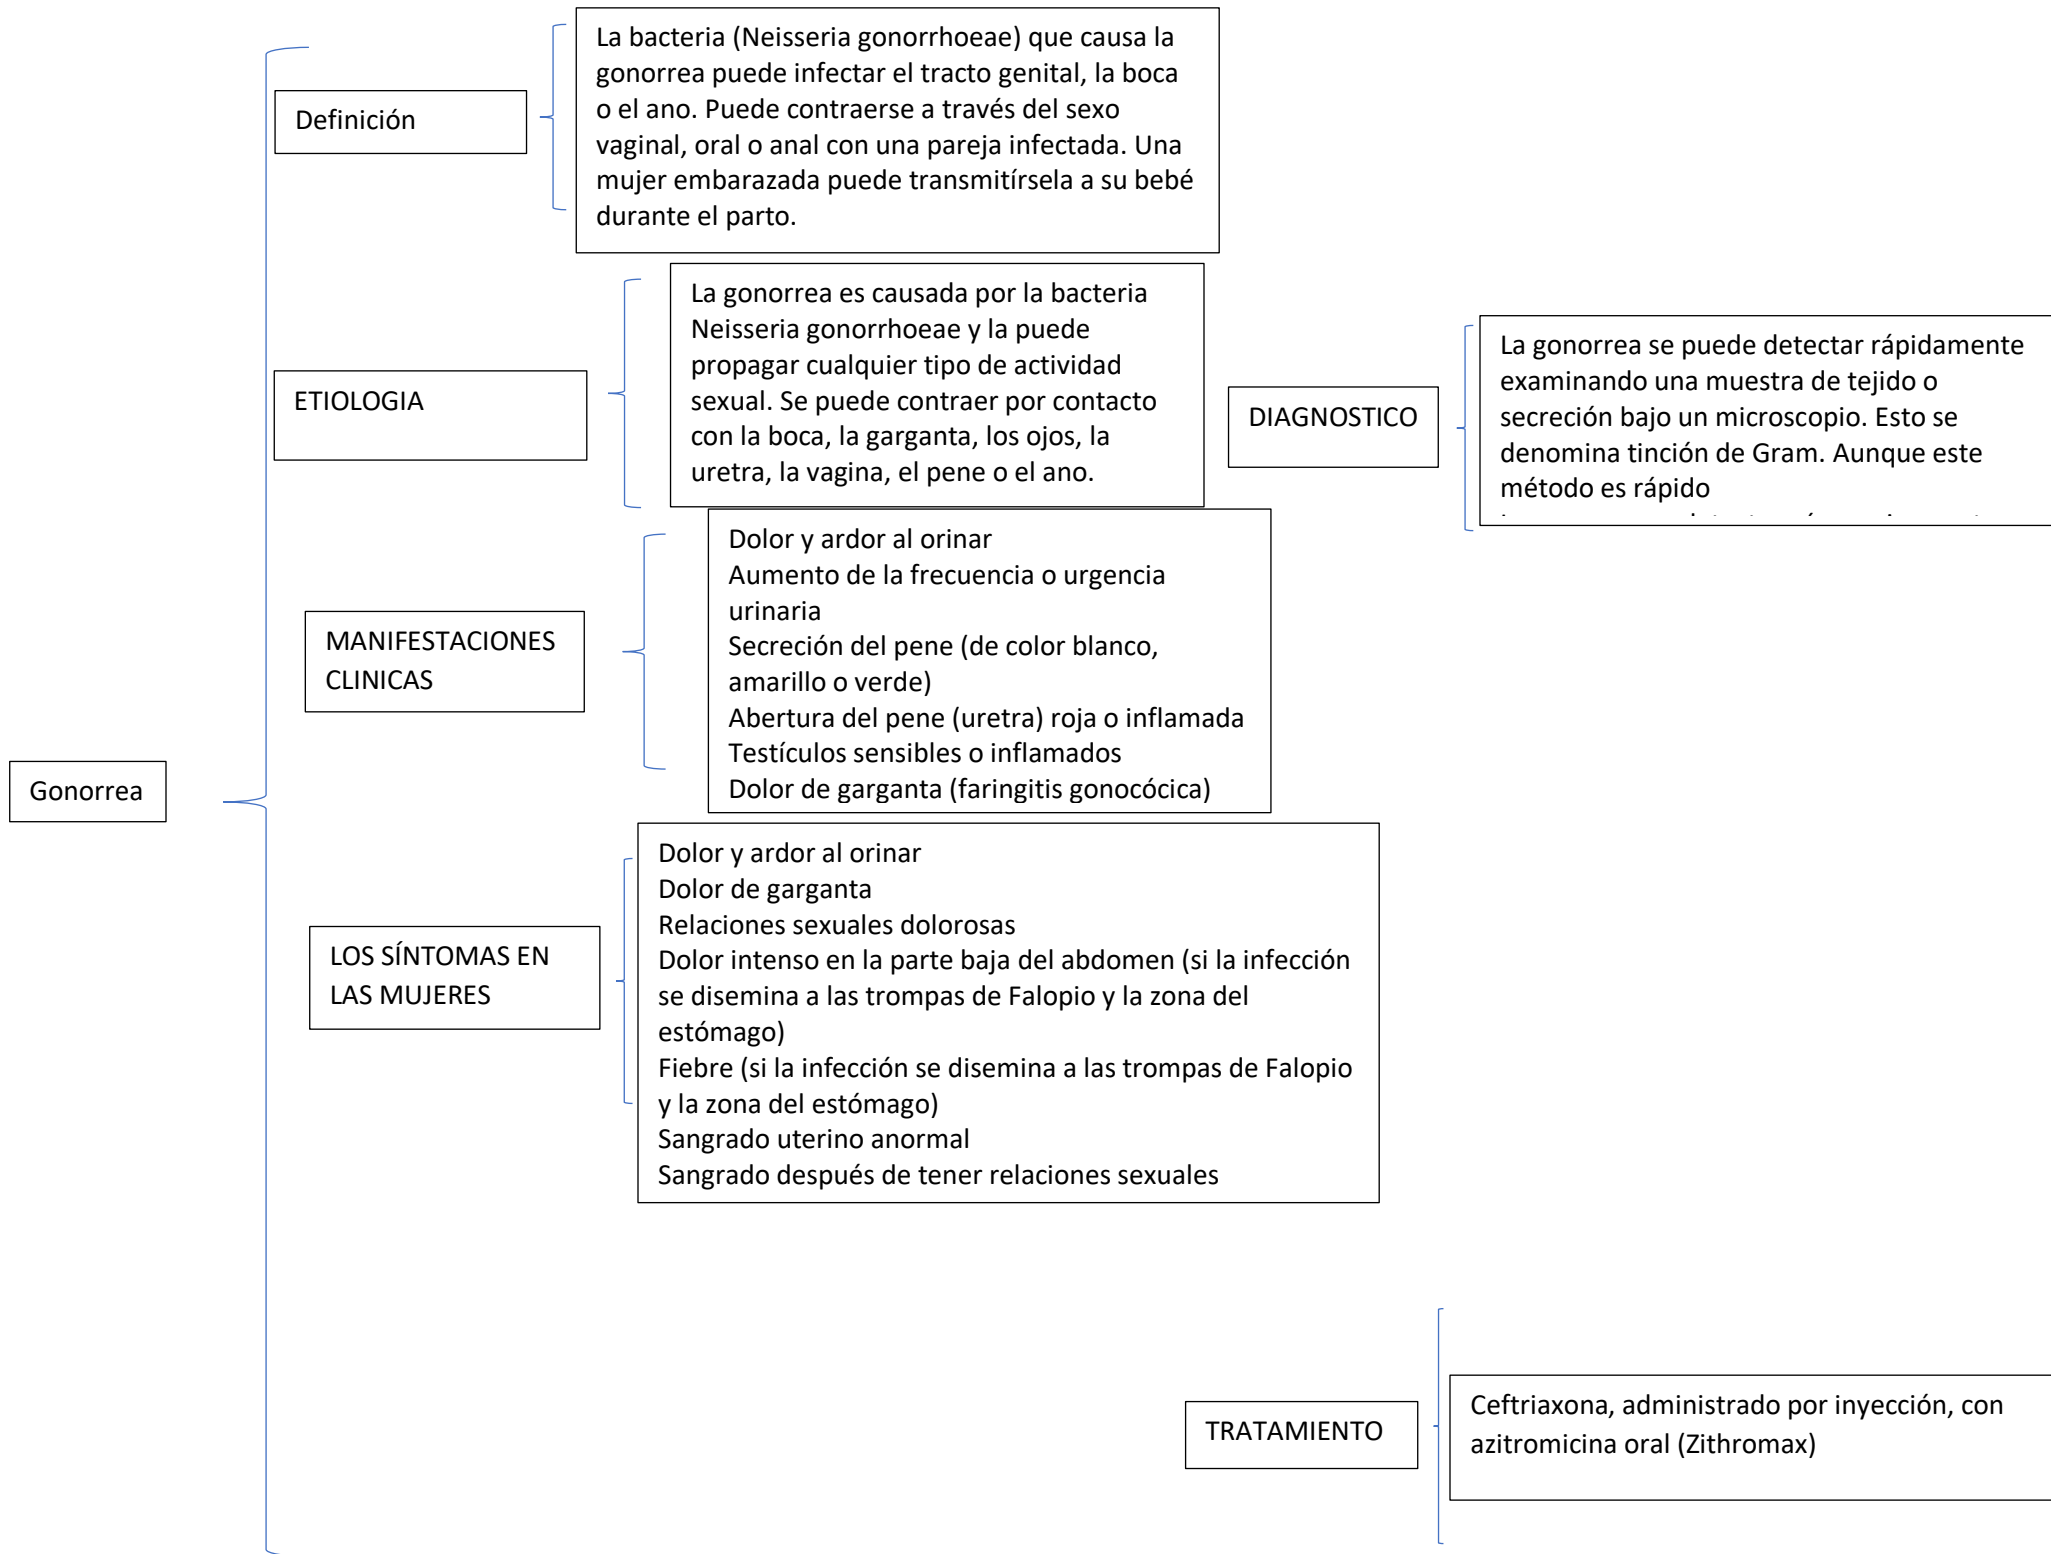 Gonorrea
Definición
La bacteria (Neisseria gonorrhoeae) que causa la
gonorrea puede infectar el tracto genital, la boca
o el ano. Puede contraerse a través del sexo
vaginal, oral o anal con una pareja infectada. Una
mujer embarazada puede transmitírsela a su bebé
durante el parto.
ETIOLOGIA
La gonorrea es causada por la bacteria
Neisseria gonorrhoeae y la puede
propagar cualquier tipo de actividad
sexual. Se puede contraer por contacto
con la boca, la garganta, los ojos, la
uretra, la vagina, el pene o el ano.
MANIFESTACIONES
CLINICAS
Dolor y ardor al orinar
Aumento de la frecuencia o urgencia
urinaria
Secreción del pene (de color blanco,
amarillo o verde)
Abertura del pene (uretra) roja o inflamada
Testículos sensibles o inflamados
Dolor de garganta (faringitis gonocócica)
LOS SÍNTOMAS EN
LAS MUJERES
Dolor y ardor al orinar
Dolor de garganta
Relaciones sexuales dolorosas
Dolor intenso en la parte baja del abdomen (si la infección
se disemina a las trompas de Falopio y la zona del
estómago)
Fiebre (si la infección se disemina a las trompas de Falopio
y la zona del estómago)
Sangrado uterino anormal
Sangrado después de tener relaciones sexuales
DIAGNOSTICO
La gonorrea se puede detectar rápidamente
examinando una muestra de tejido o
secreción bajo un microscopio. Esto se
denomina tinción de Gram. Aunque este
método es rápido
TRATAMIENTO
Ceftriaxona, administrado por inyección, con
azitromicina oral (Zithromax)